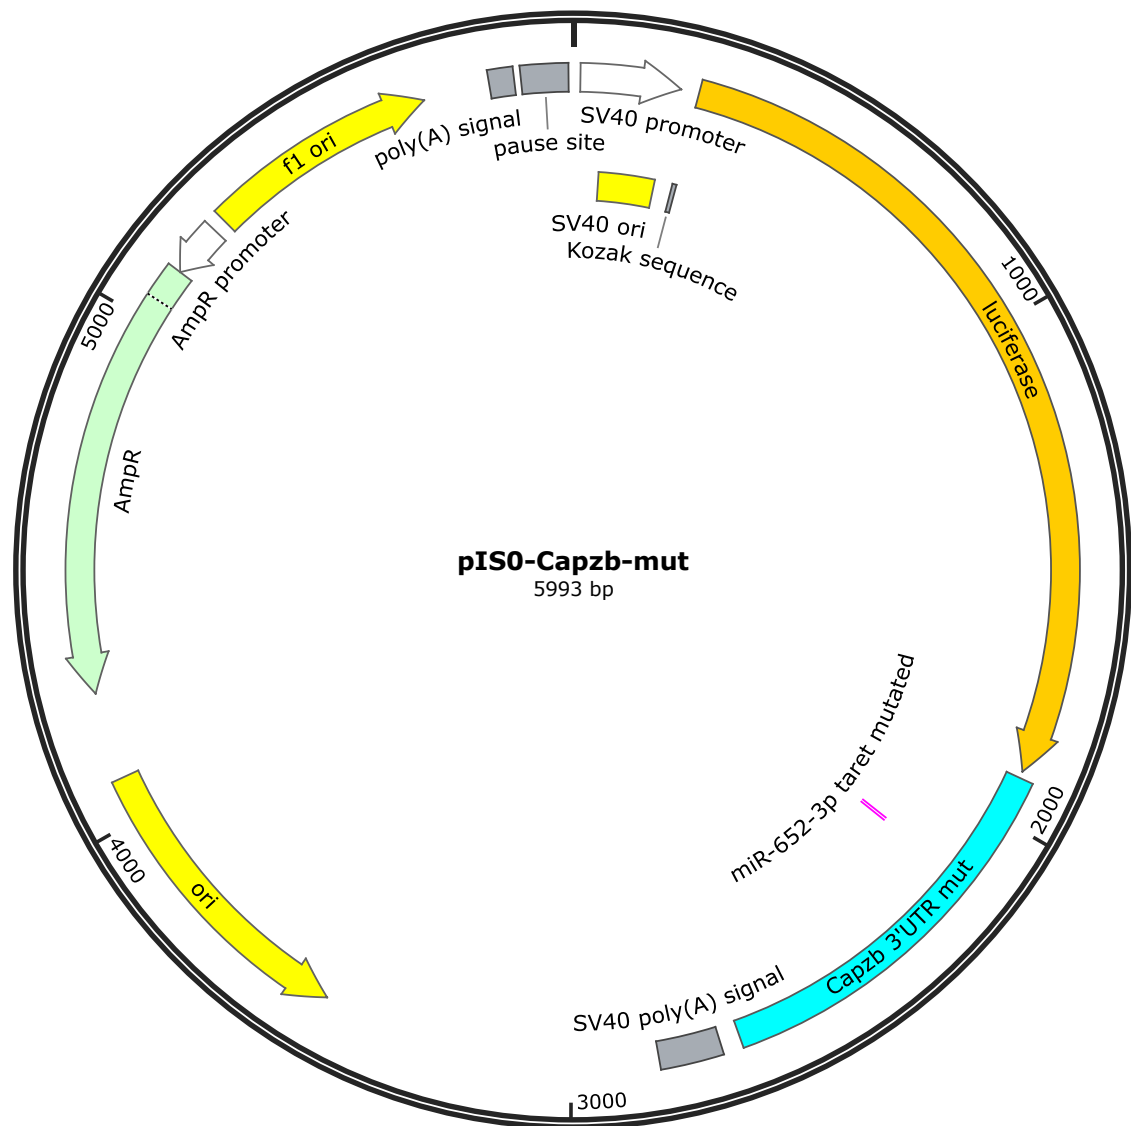 poly(A) signal
pause site
SV40 promoter
f1 ori
SV40 ori
Kozak sequence
AmpR promoter
1000
luciferase
5000
AmpR
pIS0-Capzb-mut
5993 bp
miR-652-3p taret mutated
2000
4000
ori
Capzb 3'UTR mut
SV40 poly(A) signal
3000